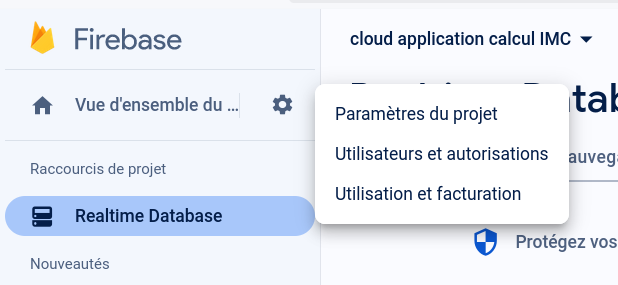 Firebase
cloud application calcul IMC
Vue d'ensemble du ...
Paramètres du projet
Utilisateurs et autorisations
Utilisation et facturation
Raccourcis de projet
Realtime Database
Protégez vos
Nouveautés